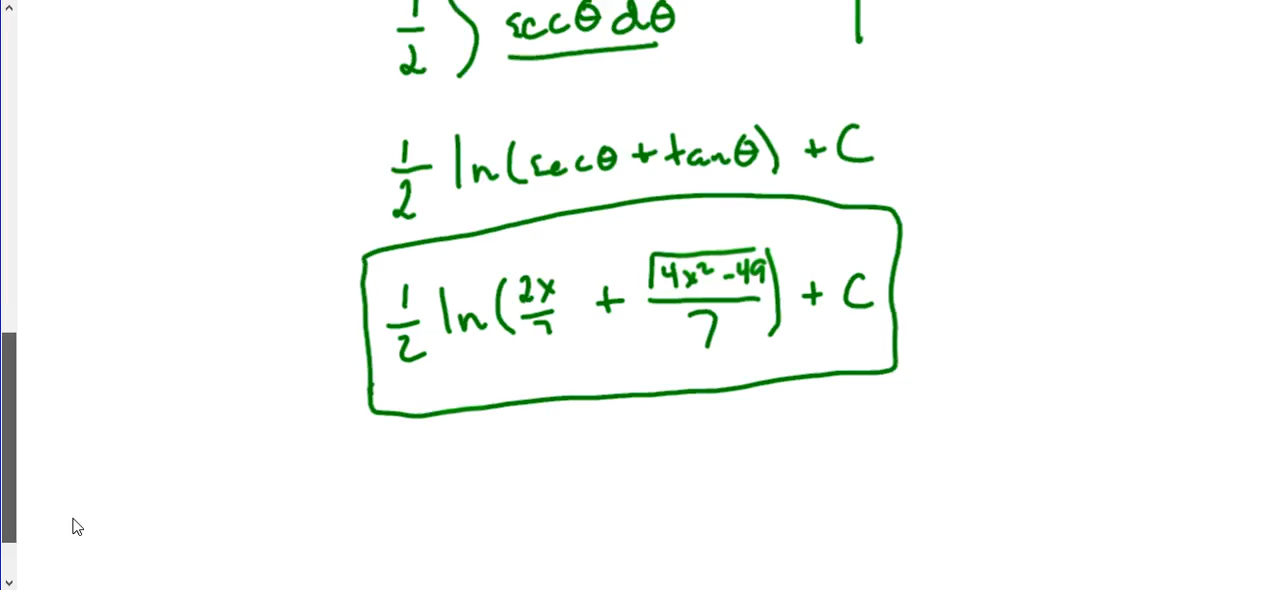 1/2 ∫ secθ dθ
1/2 ln(secθ + tanθ) + C
1/2 ln(2x/7 + √(4x² - 49)/7) + C